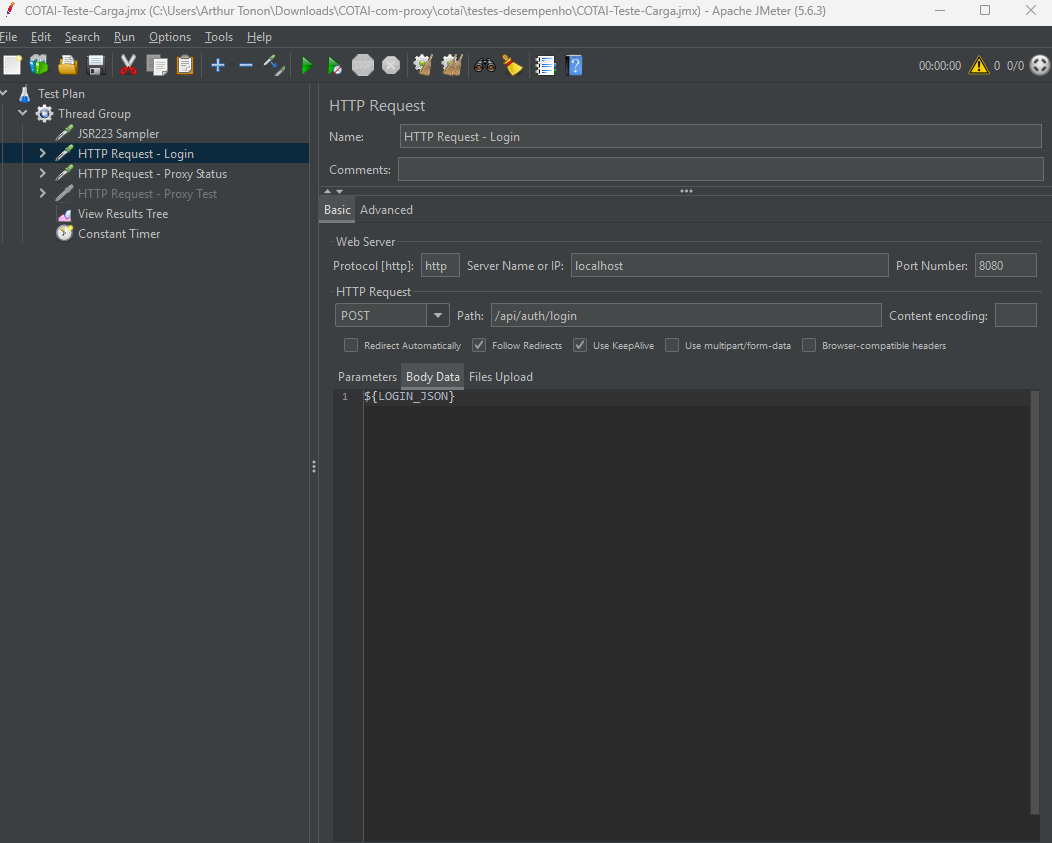 COTAI-Teste-Carga.jmx (C:\Users\Arthur Tonon\Downloads\COTAI-com-proxy\cotai\testes-desempenho\COTAI-Teste-Carga.jmx) - Apache JMeter (5.6.3)
File Edit Search Run Options Tools Help
00:00:00 0 0/0
Test Plan
Thread Group
JSR223 Sampler
HTTP Request - Login
HTTP Request - Proxy Status
HTTP Request - Proxy Test
View Results Tree
Constant Timer
HTTP Request
Name: HTTP Request - Login
Comments:
Basic Advanced
Web Server
Protocol [http]: http Server Name or IP: localhost Port Number: 8080
HTTP Request
POST Path: /api/auth/login Content encoding:
Redirect Automatically Follow Redirects Use KeepAlive Use multipart/form-data Browser-compatible headers
Parameters Body Data Files Upload
1 ${LOGIN_JSON}